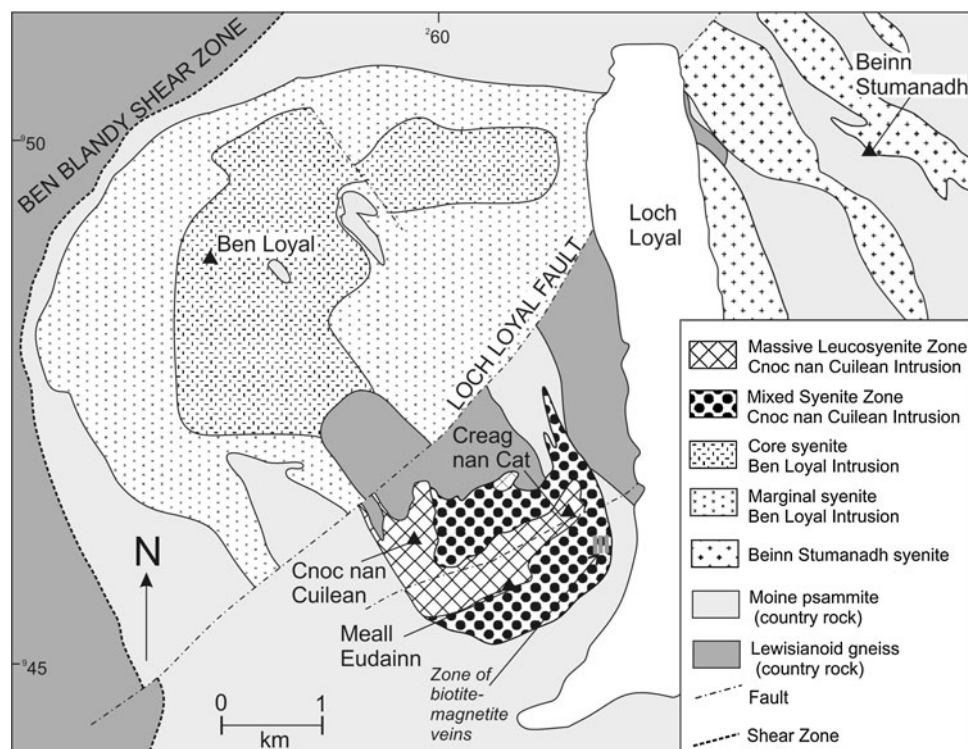 ²60
⁹50
⁹45
BEN BLANDY SHEAR ZONE
Beinn
Stumanadh
Ben Loyal
Loch
Loyal
LOCH LOYAL FAULT
Creag
nan Cat
N
Cnoc nan
Cuilean
Meall
Eudainn
Zone of
biotite-
magnetite
veins
0 1
km
Massive Leucosyenite Zone
Cnoc nan Cuilean Intrusion
Mixed Syenite Zone
Cnoc nan Cuilean Intrusion
Core syenite
Ben Loyal Intrusion
Marginal syenite
Ben Loyal Intrusion
Beinn Stumanadh syenite
Moine psammite
(country rock)
Lewisianoid gneiss
(country rock)
Fault
Shear Zone